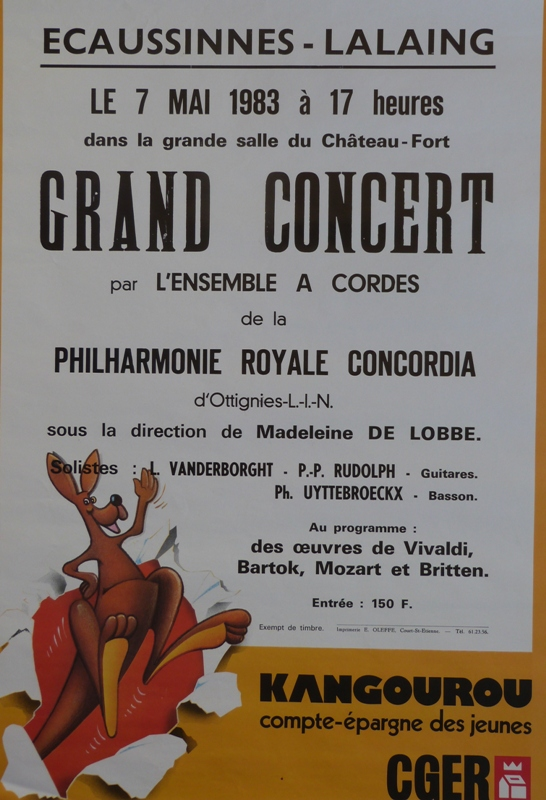 ECAUSSINNES - LALAING
LE 7 MAI 1983 à 17 heures
dans la grande salle du Château-Fort
GRAND CONCERT
par L'ENSEMBLE A CORDES
de la
PHILHARMONIE ROYALE CONCORDIA
d'Ottignies-L.-l.-N.
sous la direction de Madeleine DE LOBBE.
Solistes : L. VANDERBORGHT - P.-P. RUDOLPH - Guitares.
Ph. UYTTEBROECKX - Basson.
Au programme :
des œuvres de Vivaldi,
Bartok, Mozart et Britten.
Entrée : 150 F.
Exempt de timbre. Imprimerie E. OLEFFE, Court-St-Etienne. — Tél. 61.23.56.
KANGOUROU
compte-épargne des jeunes
CGER